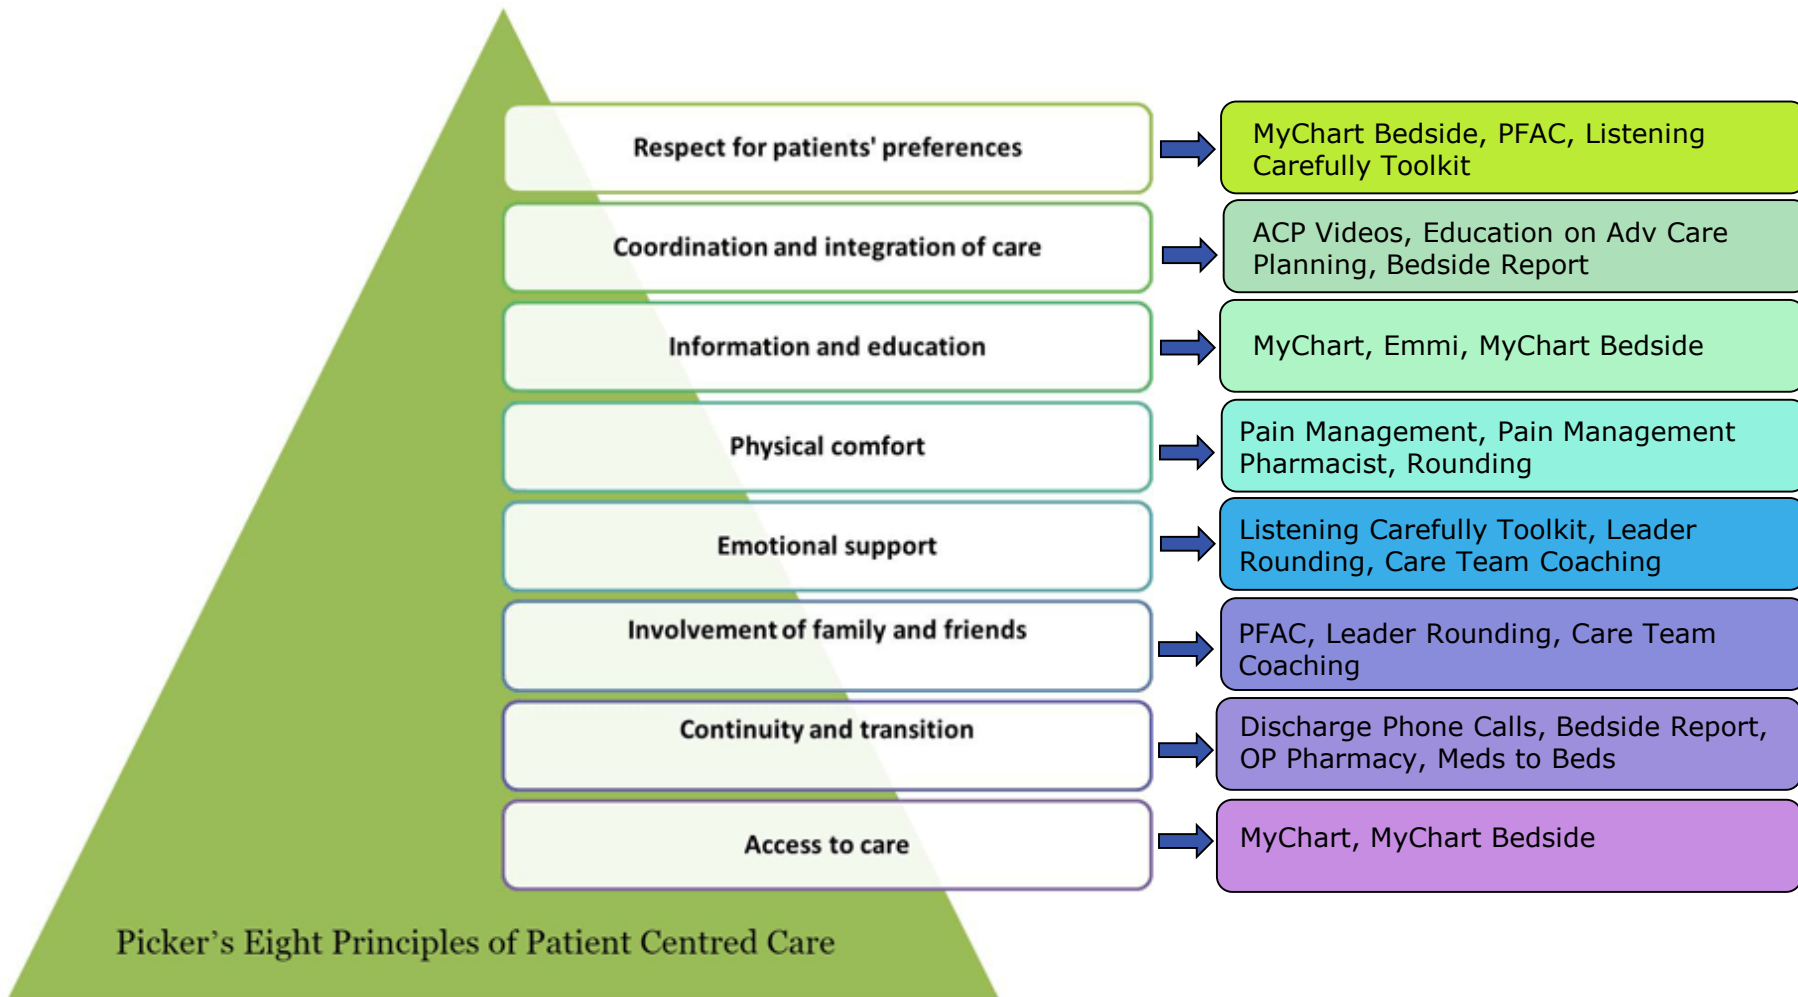 Respect for patients' preferences
MyChart Bedside, PFAC, Listening
Carefully Toolkit
Coordination and integration of care
ACP Videos, Education on Adv Care
Planning, Bedside Report
Information and education
MyChart, Emmi, MyChart Bedside
Physical comfort
Pain Management, Pain Management
Pharmacist, Rounding
Emotional support
Listening Carefully Toolkit, Leader
Rounding, Care Team Coaching
Involvement of family and friends
PFAC, Leader Rounding, Care Team
Coaching
Continuity and transition
Discharge Phone Calls, Bedside Report,
OP Pharmacy, Meds to Beds
Access to care
MyChart, MyChart Bedside
Picker’s Eight Principles of Patient Centred Care